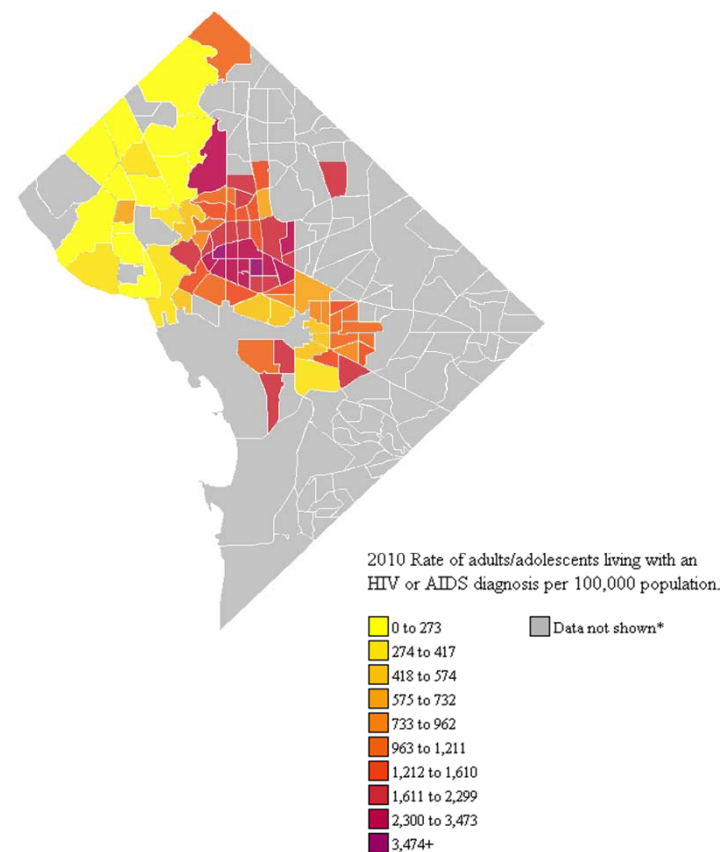 2010 Rate of adults/adolescents living with an
HIV or AIDS diagnosis per 100,000 population.
0 to 273
Data not shown*
274 to 417
418 to 574
575 to 732
733 to 962
963 to 1,211
1,212 to 1,610
1,611 to 2,299
2,300 to 3,473
3,474+